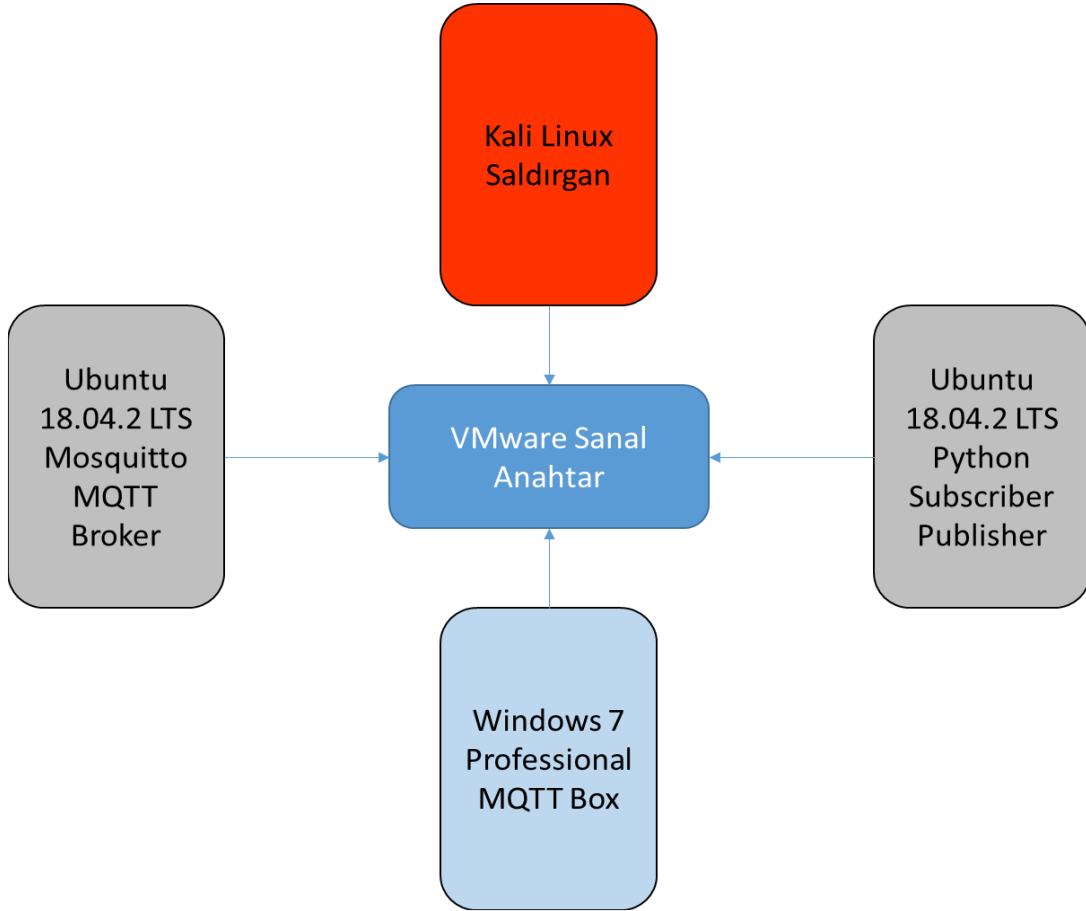 Kali Linux
Saldırgan
Ubuntu
18.04.2 LTS
Mosquitto
MQTT
Broker
VMware Sanal
Anahtar
Ubuntu
18.04.2 LTS
Python
Subscriber
Publisher
Windows 7
Professional
MQTT Box